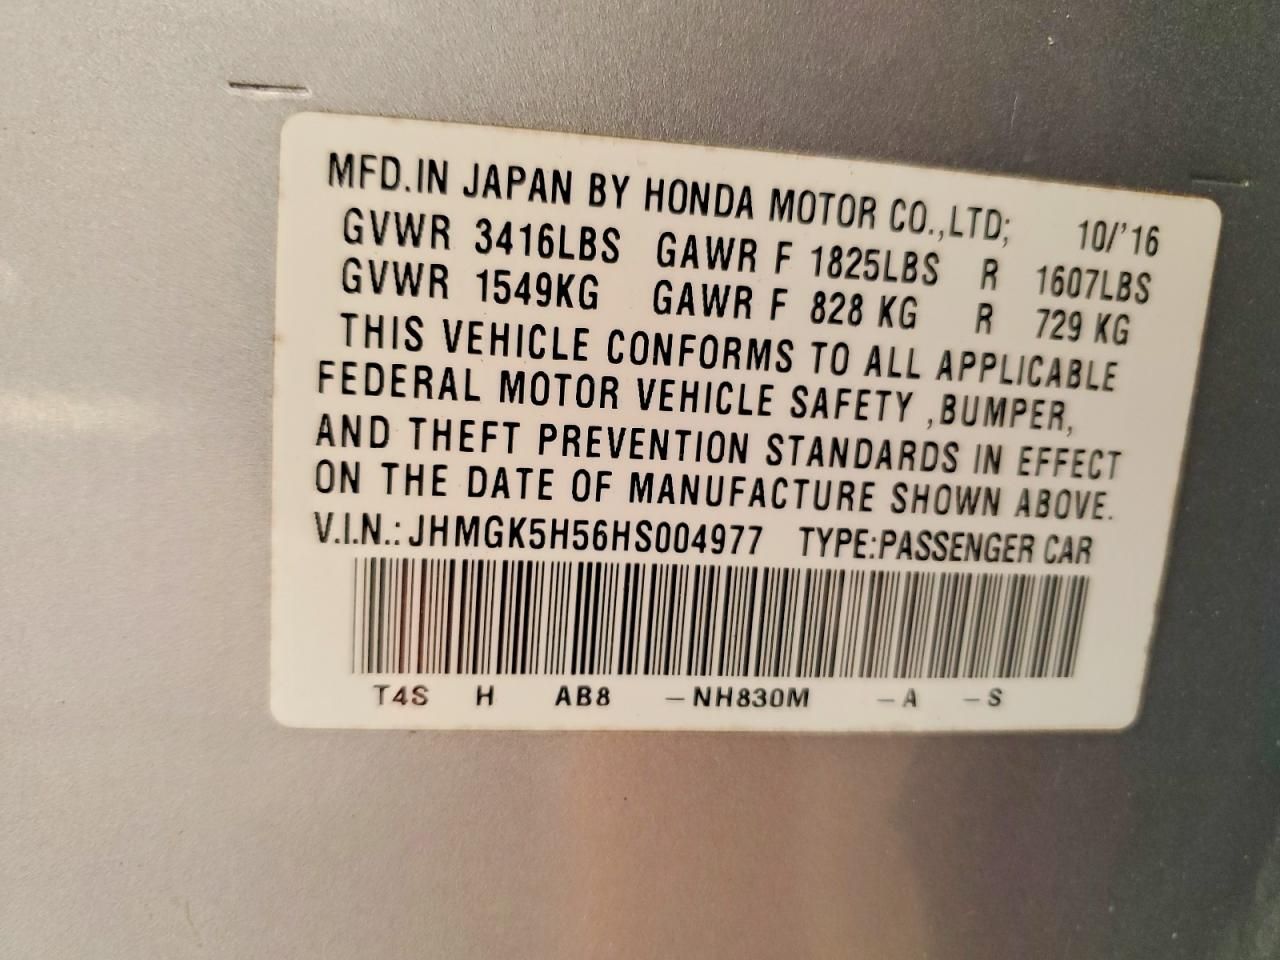 MFD.IN JAPAN BY HONDA MOTOR CO.,LTD; 10/'16
GVWR 3416LBS GAWR F 1825LBS R 1607LBS
GVWR 1549KG GAWR F 828 KG R 729 KG
THIS VEHICLE CONFORMS TO ALL APPLICABLE
FEDERAL MOTOR VEHICLE SAFETY ,BUMPER,
AND THEFT PREVENTION STANDARDS IN EFFECT
ON THE DATE OF MANUFACTURE SHOWN ABOVE.
V.I.N.: JHMGK5H56HS004977 TYPE:PASSENGER CAR
T4S H AB8 –NH830M –A –S